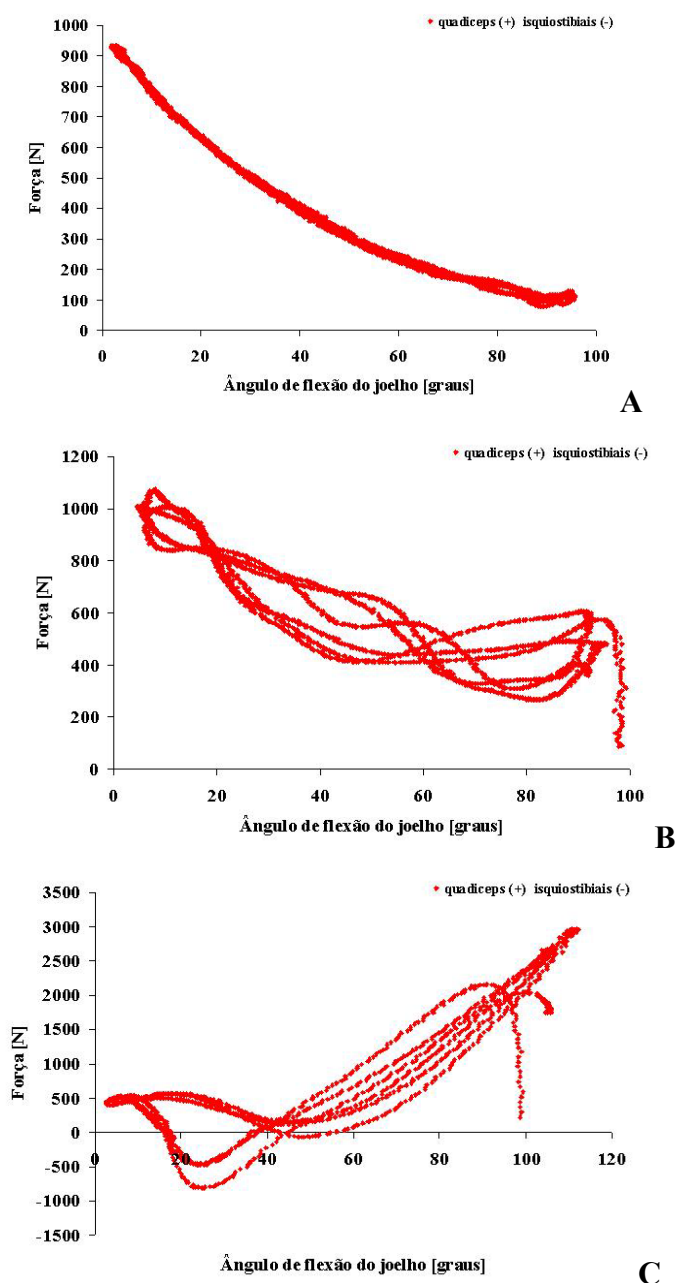 quadiceps (+) isquiostibiais (-)
1000
900
800
700
600
500
400
300
200
100
0
Força [N]
0 20 40 60 80 100
Ângulo de flexão do joelho [graus]
A
quadiceps (+) isquiostibiais (-)
1200
1000
800
600
400
200
0
Força [N]
0 20 40 60 80 100
Ângulo de flexão do joelho [graus]
B
quadiceps (+) isquiostibiais (-)
3500
3000
2500
2000
1500
1000
500
0
-500
-1000
-1500
Força [N]
0 20 40 60 80 100 120
Ângulo de flexão do joelho [graus]
C